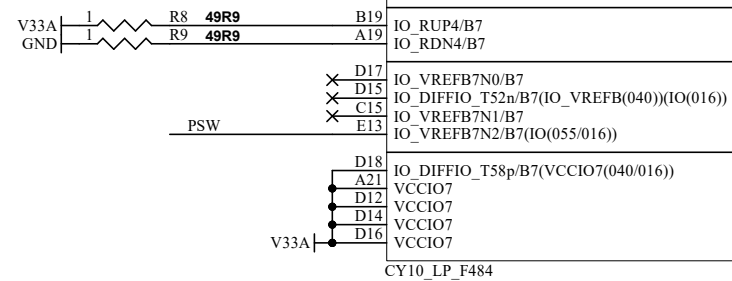 V33A 1 R8 49R9 B19 IO_RUP4/B7
GND 1 R9 49R9 A19 IO_RDN4/B7
D17 IO_VREFB7N0/B7
D15 IO_DIFFIO_T52n/B7(IO_VREFB(040))(IO(016))
C15 IO_VREFB7N1/B7
PSW E13 IO_VREFB7N2/B7(IO(055/016))
D18 IO_DIFFIO_T58p/B7(VCCIO7(040/016))
A21 VCCIO7
D12 VCCIO7
D14 VCCIO7
V33A D16 VCCIO7
CY10_LP_F484